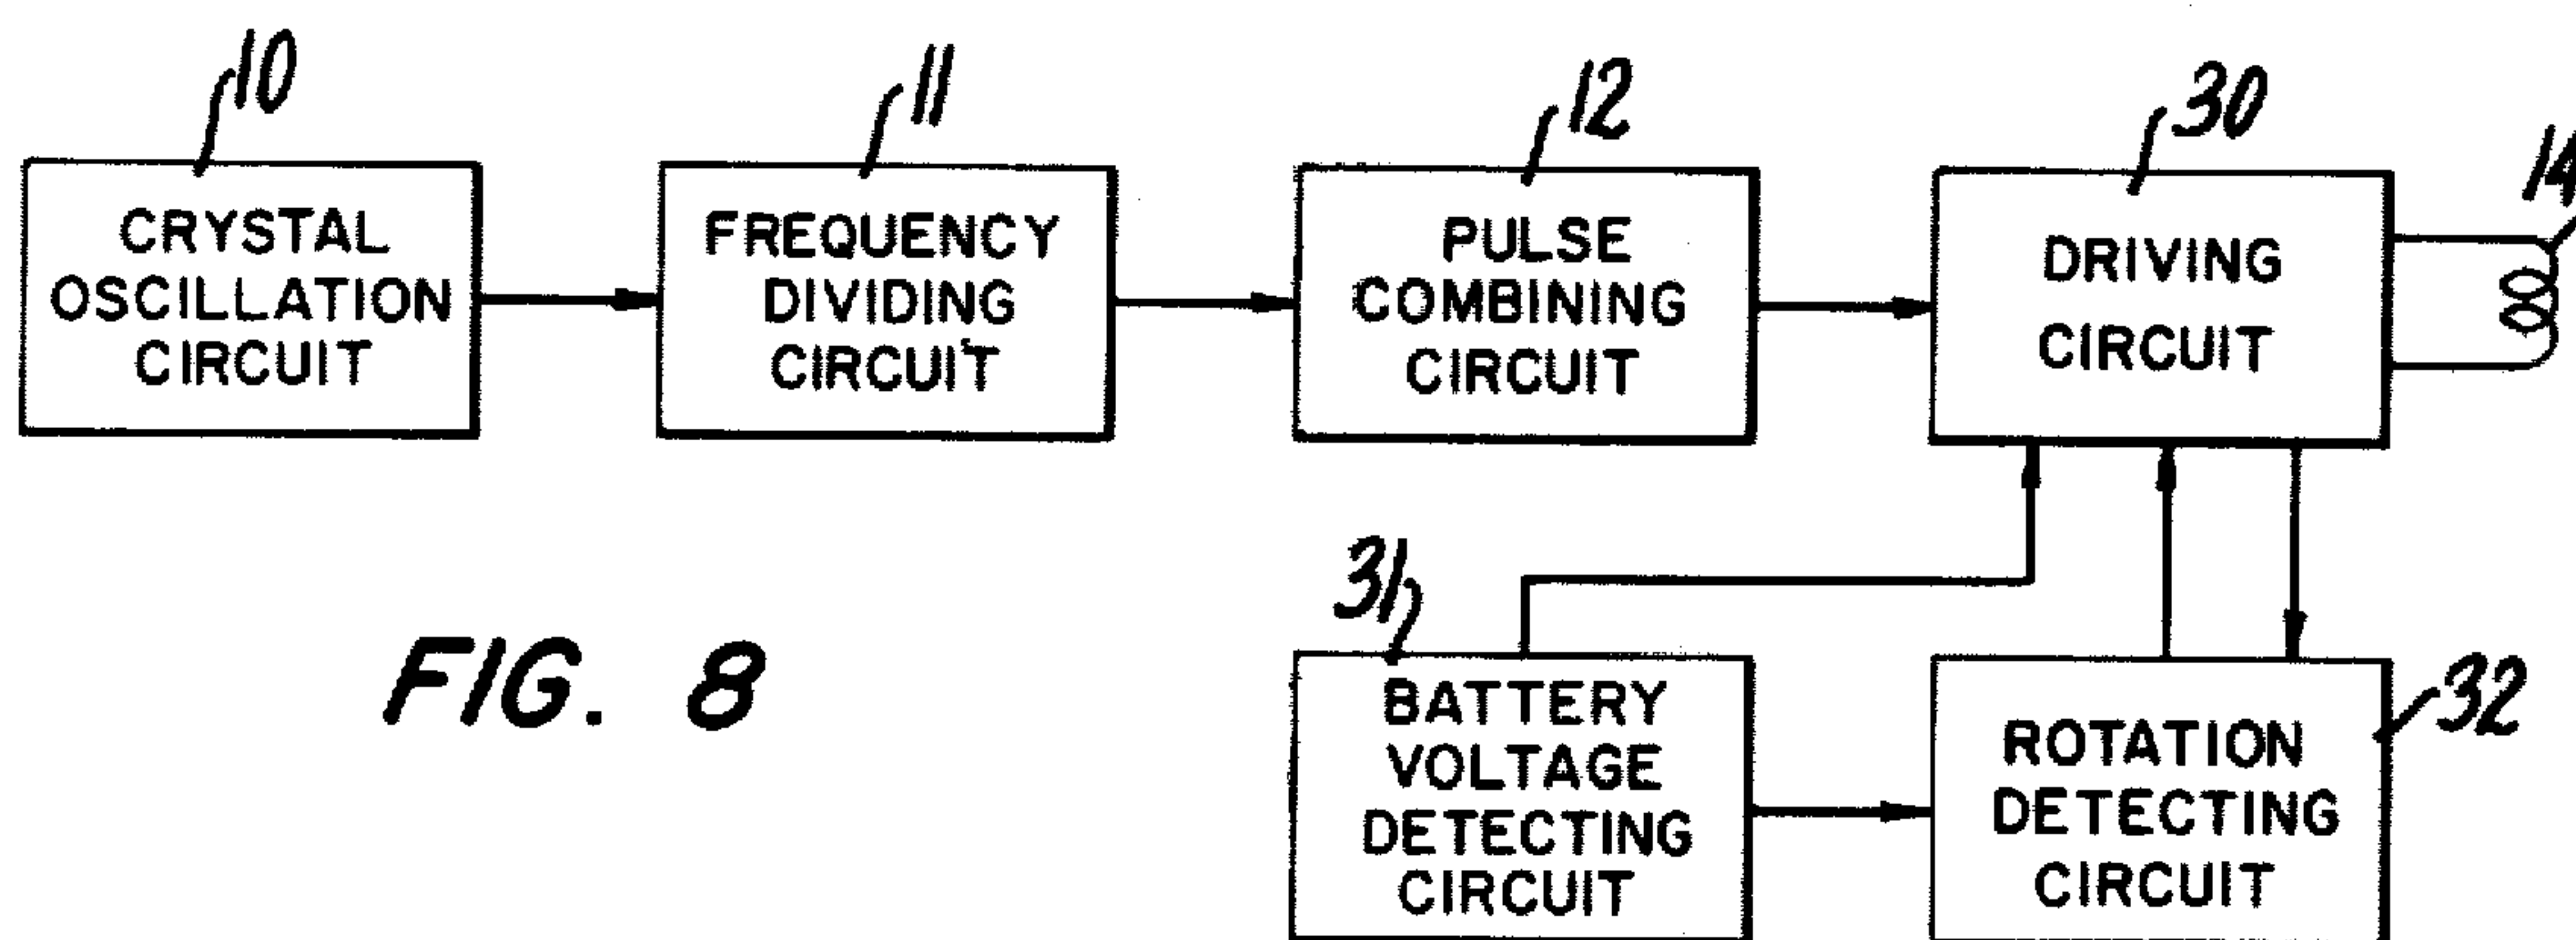 10
11
12
30
14
CRYSTAL
OSCILLATION
CIRCUIT
FREQUENCY
DIVIDING
CIRCUIT
PULSE
COMBINING
CIRCUIT
DRIVING
CIRCUIT
31
32
BATTERY
VOLTAGE
DETECTING
CIRCUIT
ROTATION
DETECTING
CIRCUIT
FIG. 8